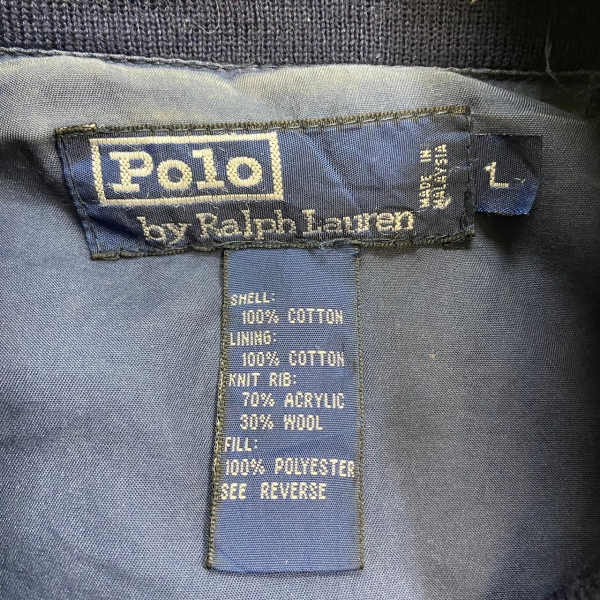 Polo
by Ralph Lauren
MADE IN
MALAYSIA
L
SHELL:
100% COTTON
LINING:
100% COTTON
KNIT RIB:
70% ACRYLIC
30% WOOL
FILL:
100% POLYESTER
SEE REVERSE